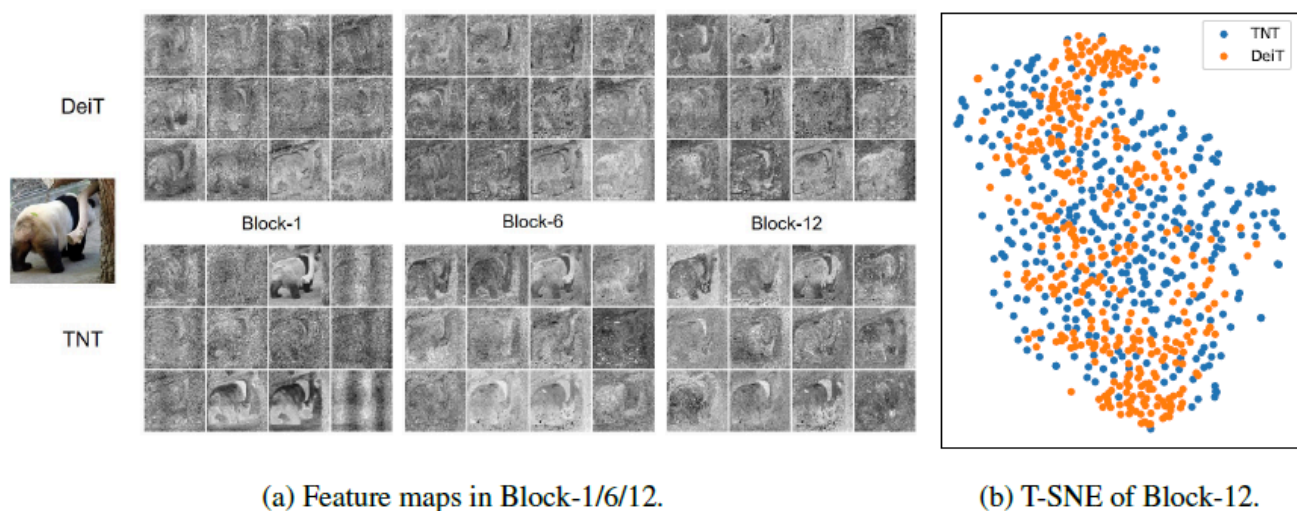 TNT
DeiT
DeiT
Block-1
Block-6
Block-12
TNT
(a) Feature maps in Block-1/6/12.
(b) T-SNE of Block-12.